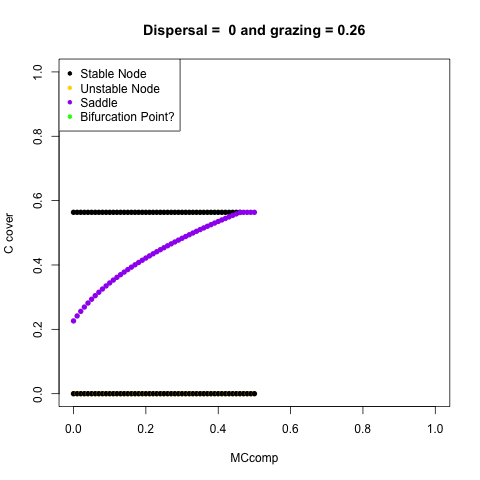 Dispersal =  0 and grazing = 0.26
Stable Node
Unstable Node
Saddle
Bifurcation Point?
C cover
1.0
0.8
0.6
0.4
0.2
0.0
0.0 0.2 0.4 0.6 0.8 1.0
MCcomp